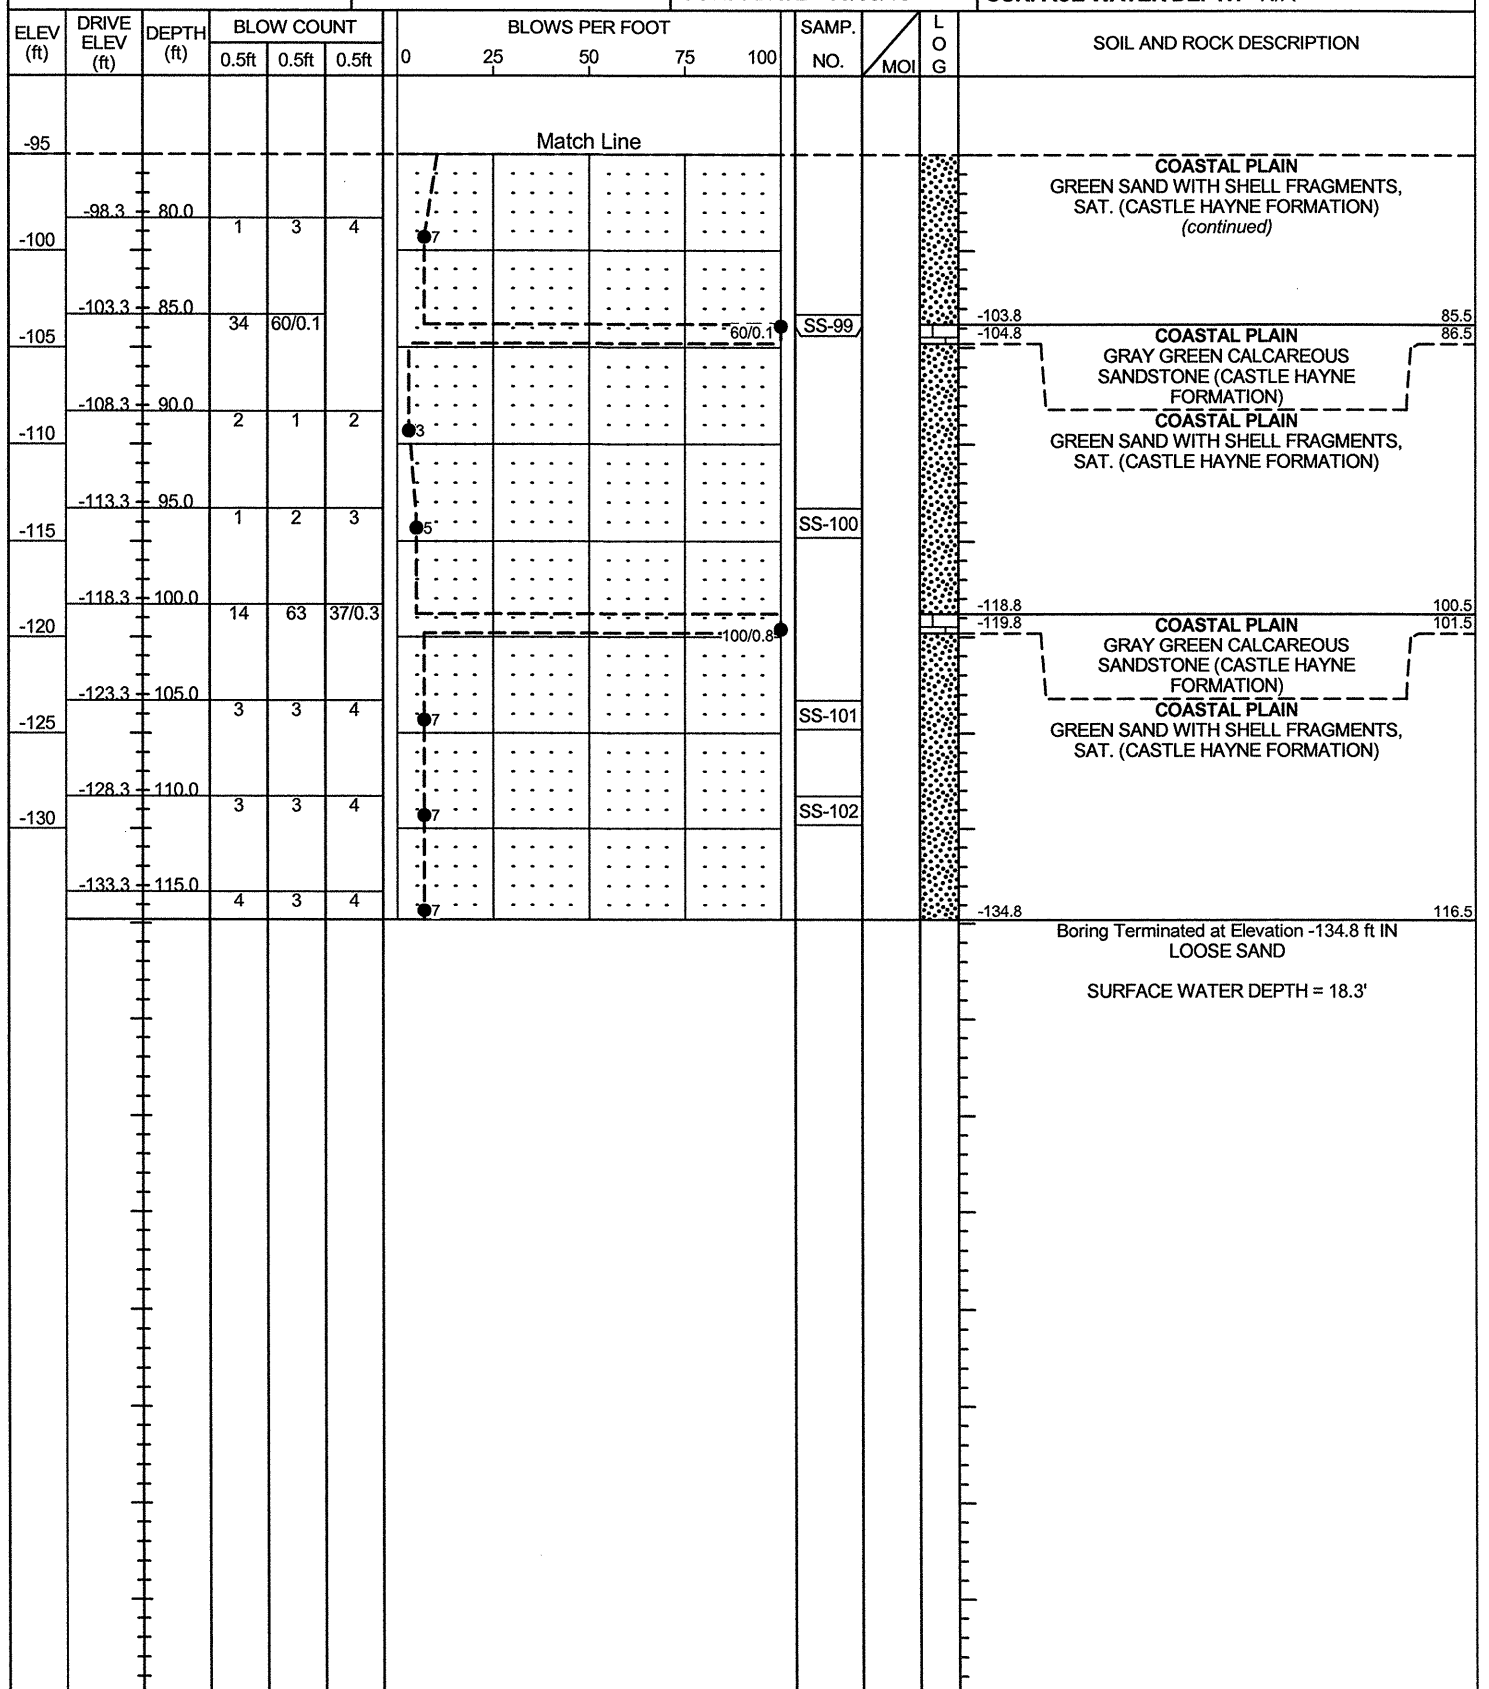 SURFACE WATER DEPTH N/A
ELEV (ft) DRIVE ELEV (ft) DEPTH (ft) BLOW COUNT BLOWS PER FOOT SAMP. NO. MOI LOG SOIL AND ROCK DESCRIPTION
0.5ft 0.5ft 0.5ft 0 25 50 75 100
Match Line
-95
COASTAL PLAIN
GREEN SAND WITH SHELL FRAGMENTS,
SAT. (CASTLE HAYNE FORMATION)
(continued)
-98.3 80.0
1 3 4
7
-100
-103.3 85.0
34 60/0.1
60/0.1
SS-99
-103.8 85.5
-104.8 86.5
-105
COASTAL PLAIN
GRAY GREEN CALCAREOUS
SANDSTONE (CASTLE HAYNE
FORMATION)
-108.3 90.0
2 1 2
3
-110
COASTAL PLAIN
GREEN SAND WITH SHELL FRAGMENTS,
SAT. (CASTLE HAYNE FORMATION)
-113.3 95.0
1 2 3
5
SS-100
-115
-118.3 100.0
14 63 37/0.3
100/0.8
-118.8 100.5
-119.8 101.5
-120
COASTAL PLAIN
GRAY GREEN CALCAREOUS
SANDSTONE (CASTLE HAYNE
FORMATION)
-123.3 105.0
3 3 4
7
SS-101
-125
COASTAL PLAIN
GREEN SAND WITH SHELL FRAGMENTS,
SAT. (CASTLE HAYNE FORMATION)
-128.3 110.0
3 3 4
7
SS-102
-130
-133.3 115.0
4 3 4
7
-134.8 116.5
Boring Terminated at Elevation -134.8 ft IN
LOOSE SAND
SURFACE WATER DEPTH = 18.3'